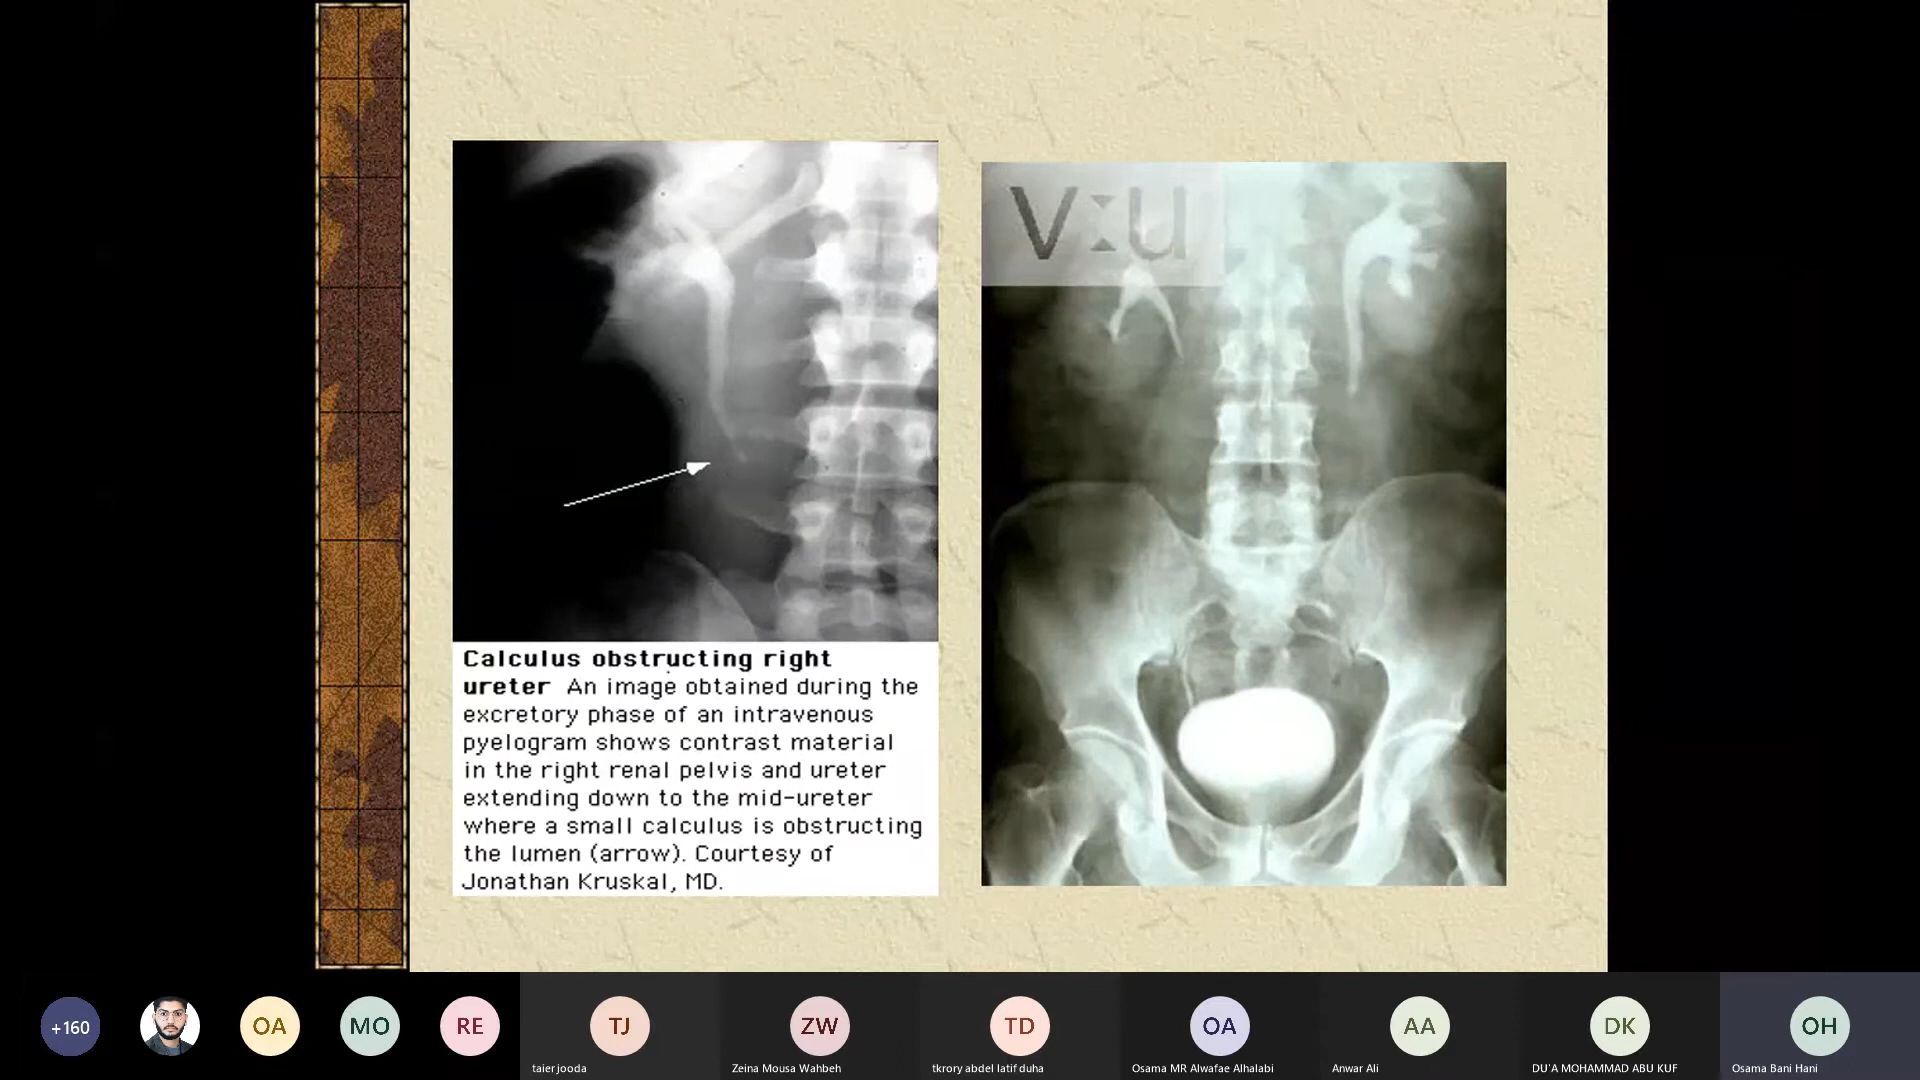 V:U
Calculus obstructing right
ureter An image obtained during the
excretory phase of an intravenous
pyelogram shows contrast material
in the right renal pelvis and ureter
extending down to the mid-ureter
where a small calculus is obstructing
the lumen (arrow). Courtesy of
Jonathan Kruskal, MD.
+160
OA
MO
RE
TJ
ZW
TD
OA
AA
DK
OH
taier jooda
Zeina Mousa Wahbeh
tkrory abdel latif duha
Osama MR Alwafae Alhalabi
Anwar Ali
DU'A MOHAMMAD ABU KUF
Osama Bani Hani